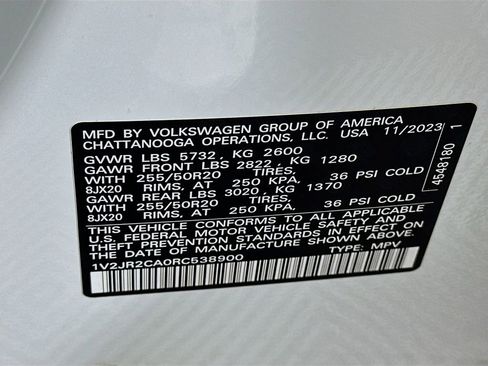 MFD BY VOLKSWAGEN GROUP OF AMERICA
CHATTANOOGA OPERATIONS, LLC. USA 11/2023
GVWR LBS 5732, KG 2600
GAWR FRONT LBS 2822, KG 1280
WITH 255/50R20 TIRES,
8JX20 RIMS, AT 250 KPA, 36 PSI COLD
GAWR REAR LBS 3020, KG 1370
WITH 255/50R20 TIRES,
8JX20 RIMS, AT 250 KPA, 36 PSI COLD
THIS VEHICLE CONFORMS TO ALL APPLICABLE
U.S. FEDERAL MOTOR VEHICLE SAFETY AND
THEFT PREVENTION STANDARDS IN EFFECT ON
THE DATE OF MANUFACTURE SHOWN ABOVE.
1V2JR2CA0RC538900 TYPE: MPV
4548180 1